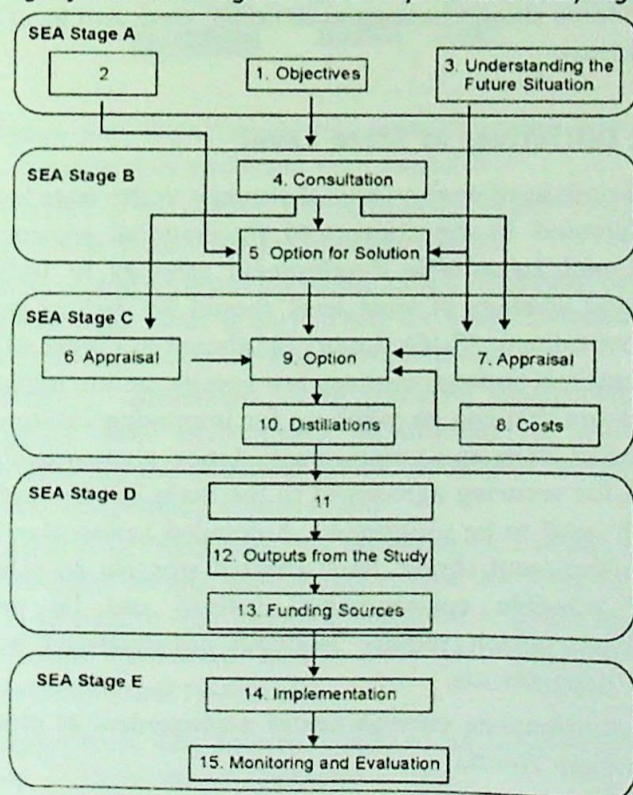 SEA Stage A
2
1. Objectives
3. Understanding the
Future Situation
SEA Stage B
4. Consultation
5 Option for Solution
SEA Stage C
6 Appraisal
9. Option
7. Appraisal
10. Distillations
8 Costs
SEA Stage D
11
12 Outputs from the Study
13. Funding Sources
SEA Stage E
14. Implementation
15. Monitoring and Evaluation